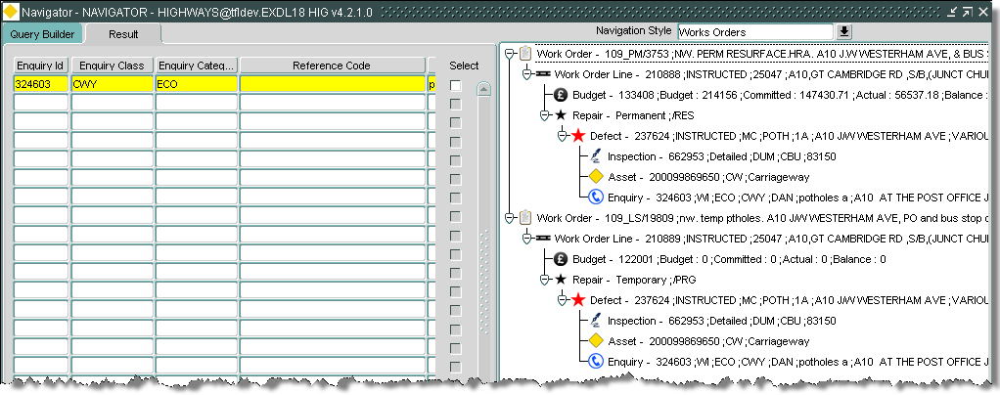 Navigator - NAVIGATOR - HIGHWAYS@tfldev.EXDL18 HIG v4.2.1.0
Query Builder
Result
Navigation Style
Works Orders
Enquiry Id
Enquiry Class
Enquiry Categ...
Reference Code
Select
324603
CWY
ECO
p
Work Order - 109_PM/3753 ;NW. PERM RESURFACE.HRA. A10 J.W WESTERHAM AVE, & BUS
Work Order Line - 210888 ;INSTRUCTED ;25047 ;A10,GT CAMBRIDGE RD ,S/B,(JUNCT CHU
Budget - 133408 ;Budget : 214156 ;Committed : 147430.71 ;Actual : 56537.18 ;Balance :
Repair - Permanent ;/RES
Defect - 237624 ;INSTRUCTED ;MC ;POTH ;1A ; A10 J/W WESTERHAM AVE ;VARIOU
Inspection - 662953 ;Detailed ;DUM ;CBU ;83150
Asset - 200099869650 ;CW ;Carriageway
Enquiry - 324603 ;WI ;ECO ;CWY ;DAN ;potholes a ;A10 AT THE POST OFFICE J
Work Order - 109_LS/19809 ;nw. temp ptholes. A10 J/W WESTERHAM AVE, PO and bus stop
Work Order Line - 210889 ;INSTRUCTED ;25047 ;A10,GT CAMBRIDGE RD ,S/B,(JUNCT CHU
Budget - 122001 ;Budget : 0 ;Committed : 0 ;Actual : 0 ;Balance : 0
Repair - Temporary ;/PRG
Defect - 237624 ;INSTRUCTED ;MC ;POTH ;1A ; A10 J/W WESTERHAM AVE ;VARIOU
Inspection - 662953 ;Detailed ;DUM ;CBU ;83150
Asset - 200099869650 ;CW ;Carriageway
Enquiry - 324603 ;WI ;ECO ;CWY ;DAN ;potholes a ;A10 AT THE POST OFFICE J